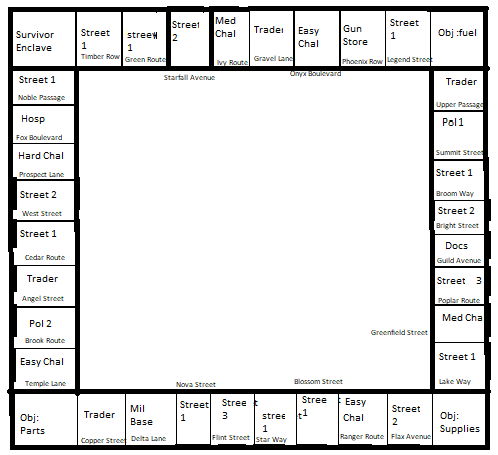 Survivor
Enclave
Street
1
Timber Row
street
1
Green Route
Street
2
Starfall Avenue
Med
Chal
Ivy Route
Trader
Gravel Lane
Easy
Chal
Onyx Boulevard
Gun
Store
Phoenix Row
Street
1
Legend Street
Obj :fuel
Street 1
Noble Passage
Hosp
Fox Boulevard
Hard Chal
Prospect Lane
Street 2
West Street
Street 1
Cedar Route
Trader
Angel Street
Pol 2
Brook Route
Easy Chal
Temple Lane
Trader
Upper Passage
Pol 1
Summit Street
Street 1
Broom Way
Street 2
Bright Street
Docs
Guild Avenue
Street 3
Poplar Route
Med Cha
Greenfield Street
Street 1
Lake Way
Obj:
Parts
Trader
Copper Street
Mil
Base
Delta Lane
Nova Street
Street
1
Stree t
3
Flint Street
stree t
1
Star Way
Blossom Street
Stree t
1
Easy
Chal
Ranger Route
Street
2
Flax Avenue
Obj:
Supplies